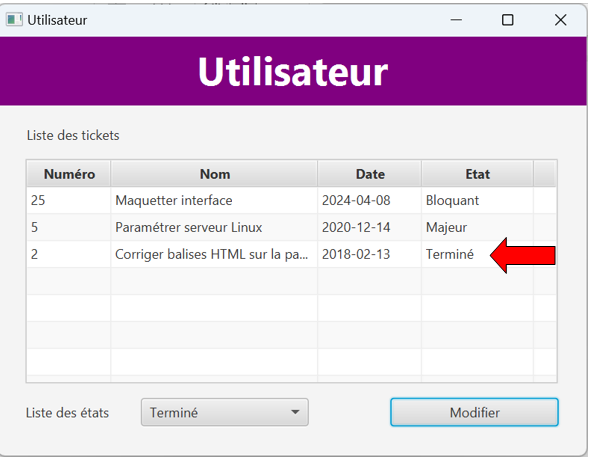 Utilisateur
Utilisateur
Liste des tickets
Numéro Nom Date Etat
25 Maquetter interface 2024-04-08 Bloquant
5 Paramétrer serveur Linux 2020-12-14 Majeur
2 Corriger balises HTML sur la pa... 2018-02-13 Terminé
Liste des états Terminé Modifier